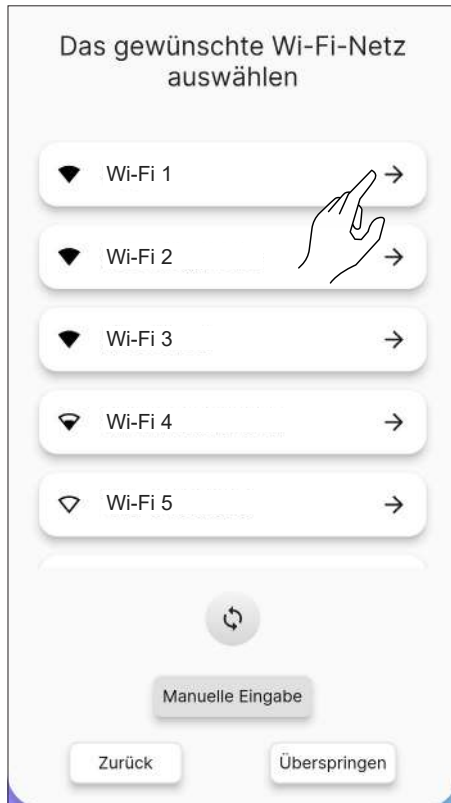 Das gewünschte Wi-Fi-Netz
auswählen
Wi-Fi 1
Wi-Fi 2
Wi-Fi 3
Wi-Fi 4
Wi-Fi 5
Manuelle Eingabe
Zurück
Überspringen